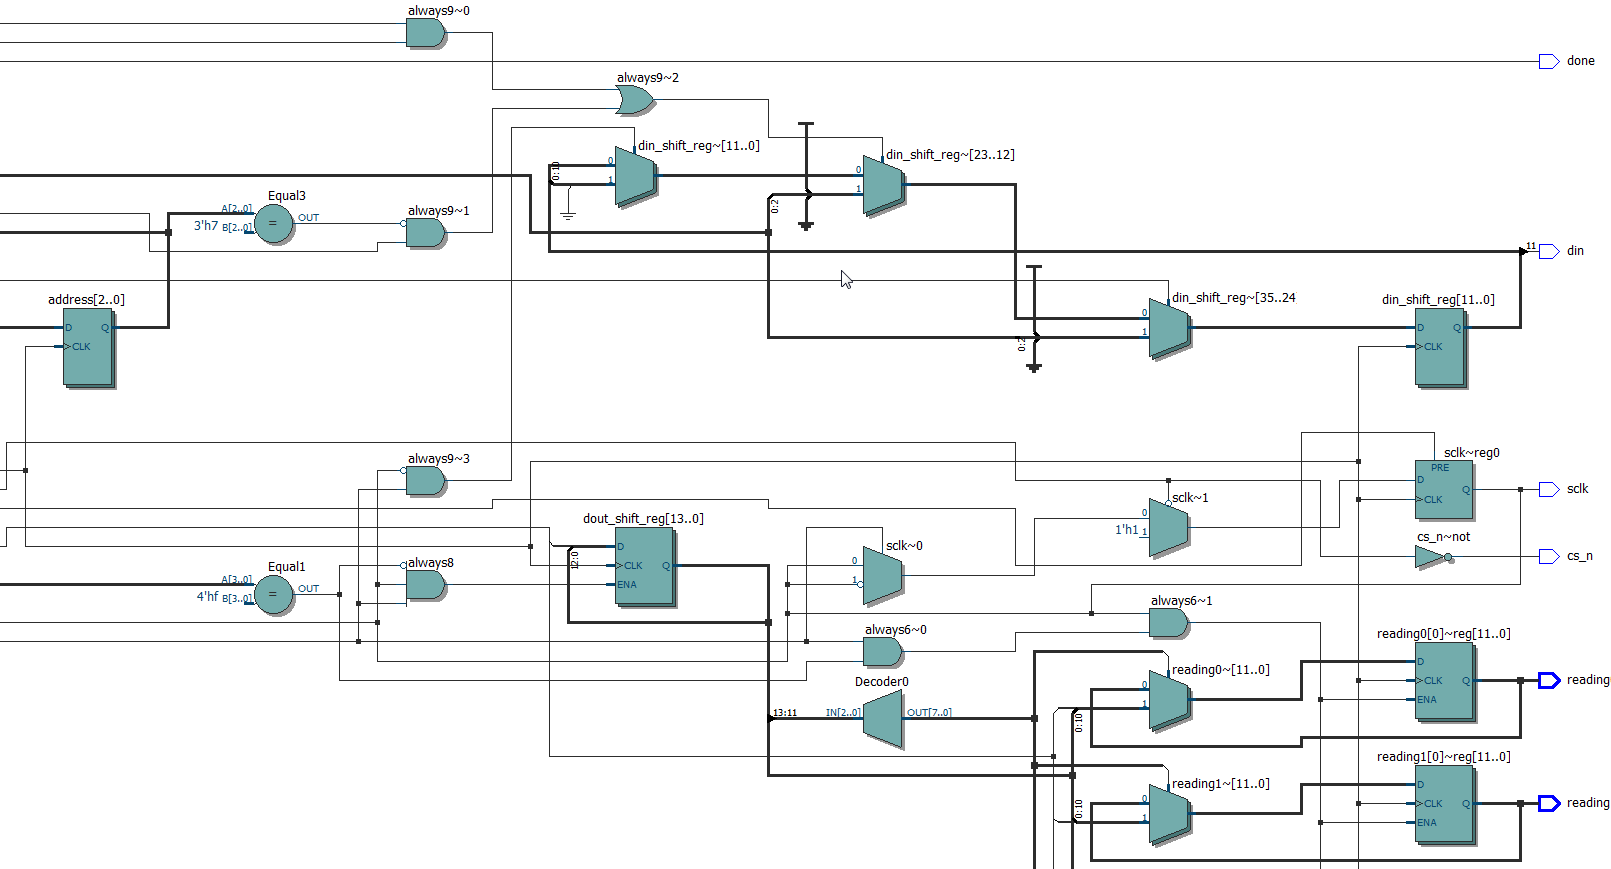 always9~0
done
always9~2
din_shift_reg~[11..0]
din_shift_reg~[23..12]
0
0:10
1
0
1
0:2
Equal3
A[2..0]
3'h7 B[2..0]
=
OUT
always9~1
11
din
address[2..0]
D
Q
CLK
din_shift_reg~[35..24
0
1
0:2
din_shift_reg[11..0]
D
Q
CLK
always9~3
sclk~reg0
PRE
D
Q
CLK
sclk
sclk~1
0
1'h1
1
dout_shift_reg[13..0]
D
CLK
Q
ENA
12:0
sclk~0
0
1
cs_n~not
cs_n
Equal1
A[3..0]
4'hf B[3..0]
=
OUT
always8
always6~1
always6~0
reading0[0]~reg[11..0]
D
CLK
Q
ENA
reading
reading0~[11..0]
0
1
0:10
Decoder0
13:11
IN[2..0]
OUT[7..0]
reading1[0]~reg[11..0]
D
CLK
Q
ENA
reading
reading1~[11..0]
0
1
0:10